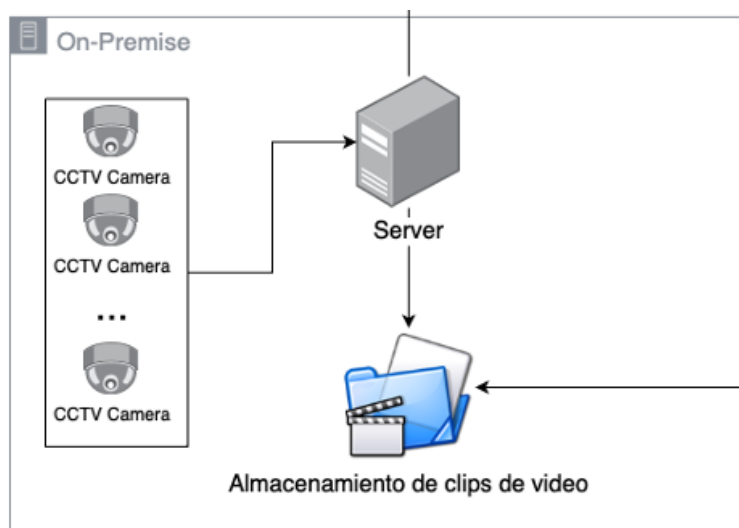 On-Premise
CCTV Camera
CCTV Camera
...
CCTV Camera
Server
Almacenamiento de clips de video